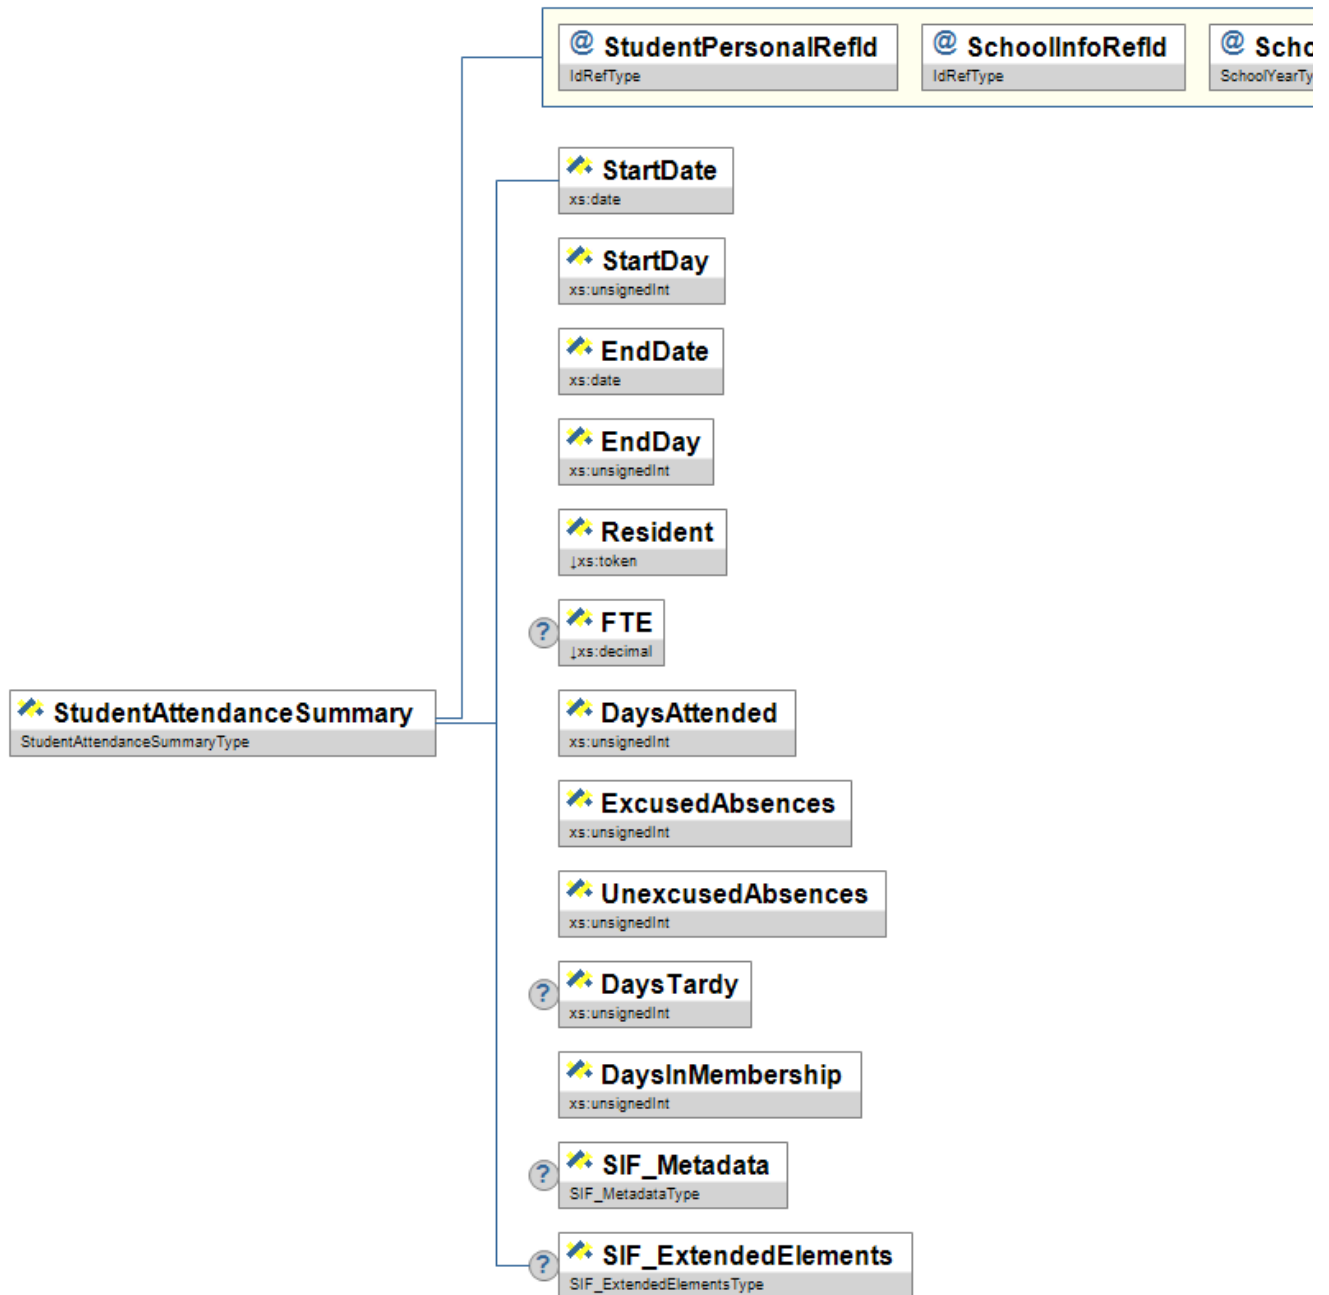 @ StudentPersonalRefId
IdRefType
@ SchoolInfoRefId
IdRefType
@ Scho
SchoolYearTy
StartDate
xs:date
StartDay
xs:unsignedInt
EndDate
xs:date
EndDay
xs:unsignedInt
Resident
↓xs:token
?
FTE
↓xs:decimal
StudentAttendanceSummary
StudentAttendanceSummaryType
DaysAttended
xs:unsignedInt
ExcusedAbsences
xs:unsignedInt
UnexcusedAbsences
xs:unsignedInt
?
DaysTardy
xs:unsignedInt
DaysInMembership
xs:unsignedInt
?
SIF_Metadata
SIF_MetadataType
?
SIF_ExtendedElements
SIF_ExtendedElementsType